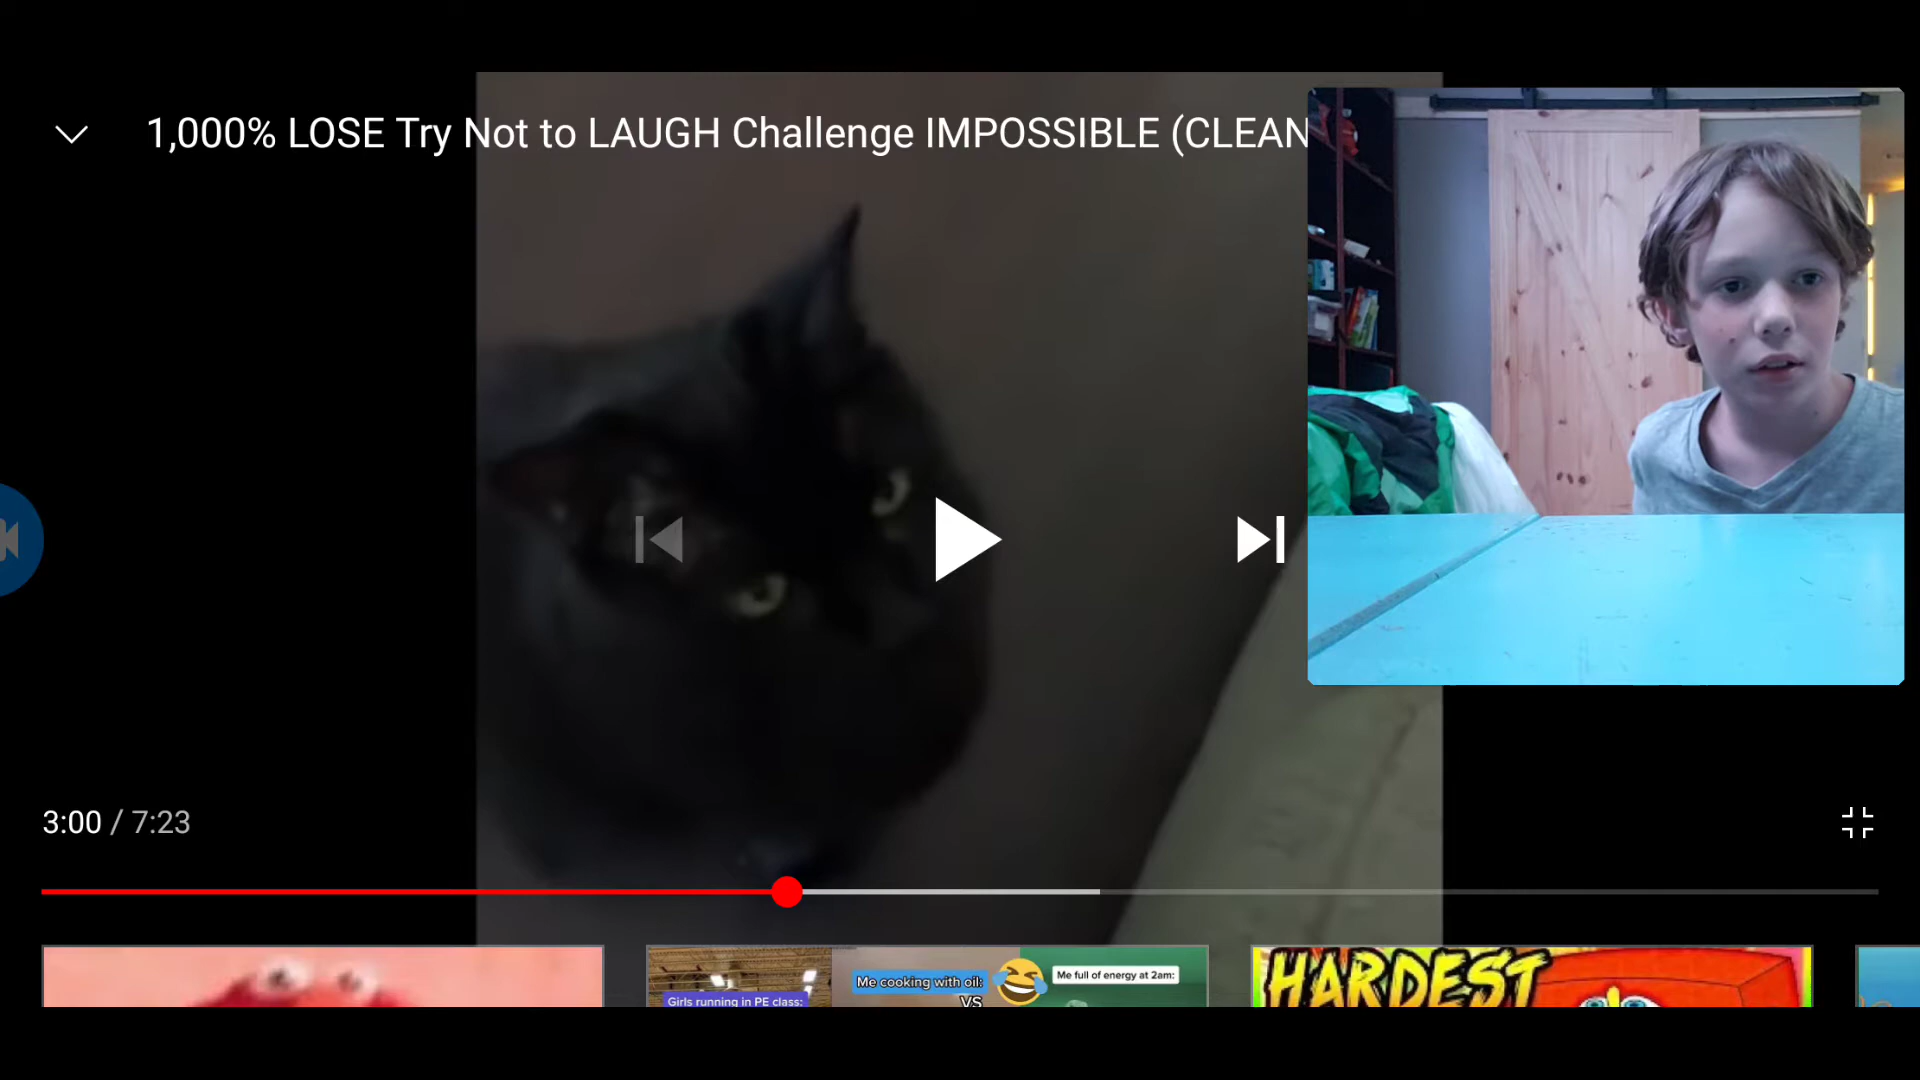 1,000% LOSE Try Not to LAUGH Challenge IMPOSSIBLE (CLEAN
3:00 / 7:23
Girls running in PE class:
Me cooking with oil:
VS
Me full of energy at 2am:
HARDEST